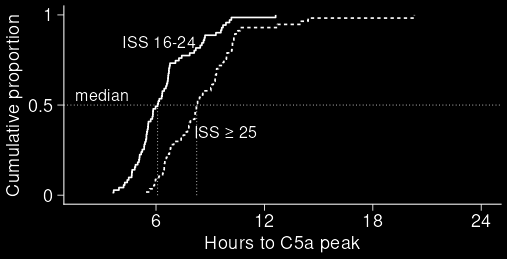 1
ISS 16-24
median
0.5
ISS ≥ 25
0
6 12 18 24
Hours to C5a peak
Cumulative proportion